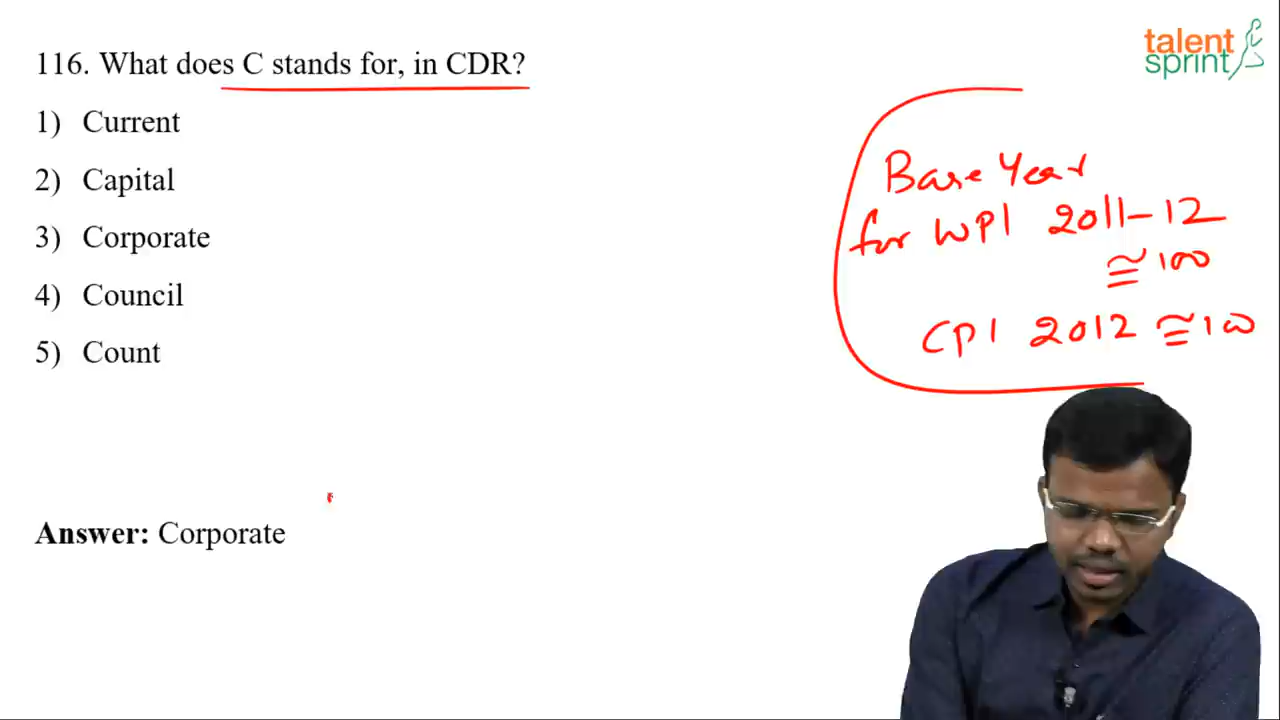 116. What does C stands for, in CDR?
1) Current
2) Capital
3) Corporate
4) Council
5) Count
Answer: Corporate
talent
sprint
Base Year
for WPI 2011-12
≅ 100
CPI 2012 ≅ 100